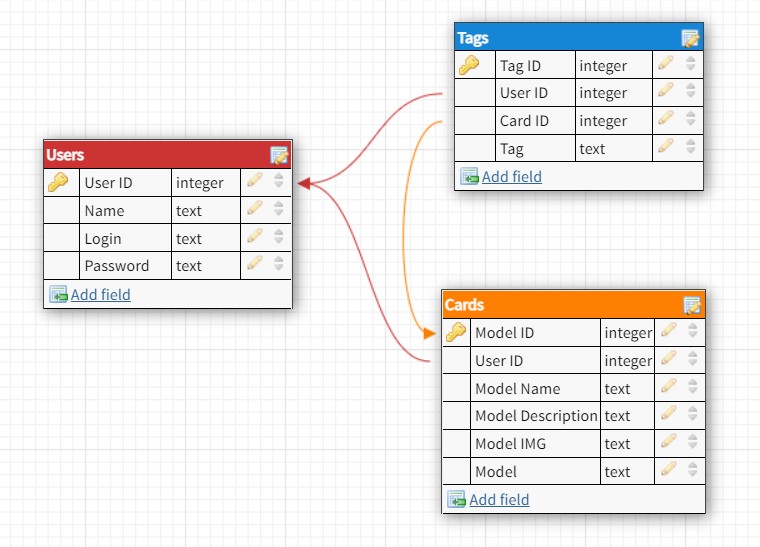 Tags
Tag ID integer
User ID integer
Card ID integer
Tag text
Add field
Users
User ID integer
Name text
Login text
Password text
Add field
Cards
Model ID integer
User ID integer
Model Name text
Model Description text
Model IMG text
Model text
Add field